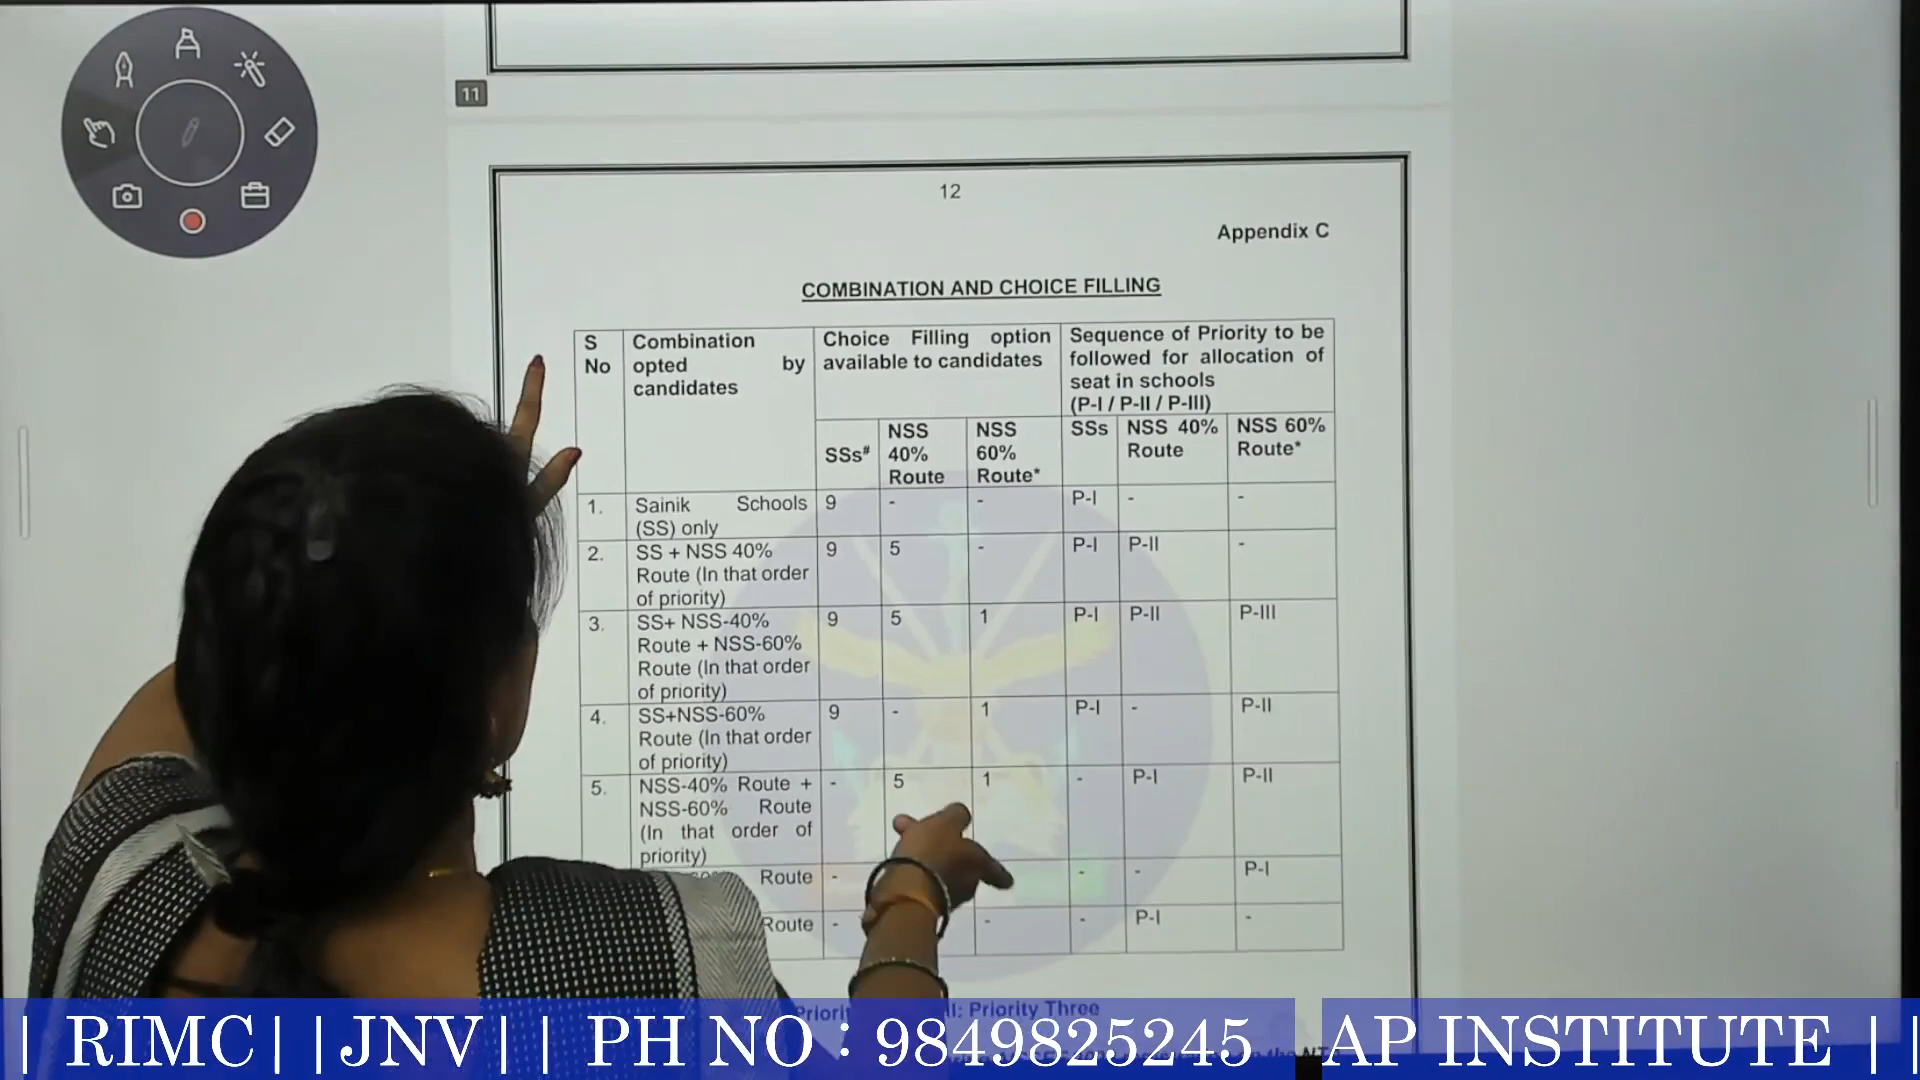 11
12
Appendix C
COMBINATION AND CHOICE FILLING
S No | Combination opted by candidates | Choice Filling option available to candidates | Sequence of Priority to be followed for allocation of seat in schools (P-I / P-II / P-III)
SSs# | NSS 40% Route | NSS 60% Route* | SSs | NSS 40% Route | NSS 60% Route*
1. | Sainik Schools (SS) only | 9 | - | - | P-I | - | -
2. | SS + NSS 40% Route (In that order of priority) | 9 | 5 | - | P-I | P-II | -
3. | SS+ NSS-40% Route + NSS-60% Route (In that order of priority) | 9 | 5 | 1 | P-I | P-II | P-III
4. | SS+NSS-60% Route (In that order of priority) | 9 | - | 1 | P-I | - | P-II
5. | NSS-40% Route + NSS-60% Route (In that order of priority) | - | 5 | 1 | - | P-I | P-II
Route | - | - | - | P-I
Route | - | - | - | P-I | -
Priority Three
| RIMC||JNV|| PH NO : 9849825245 AP INSTITUTE ||